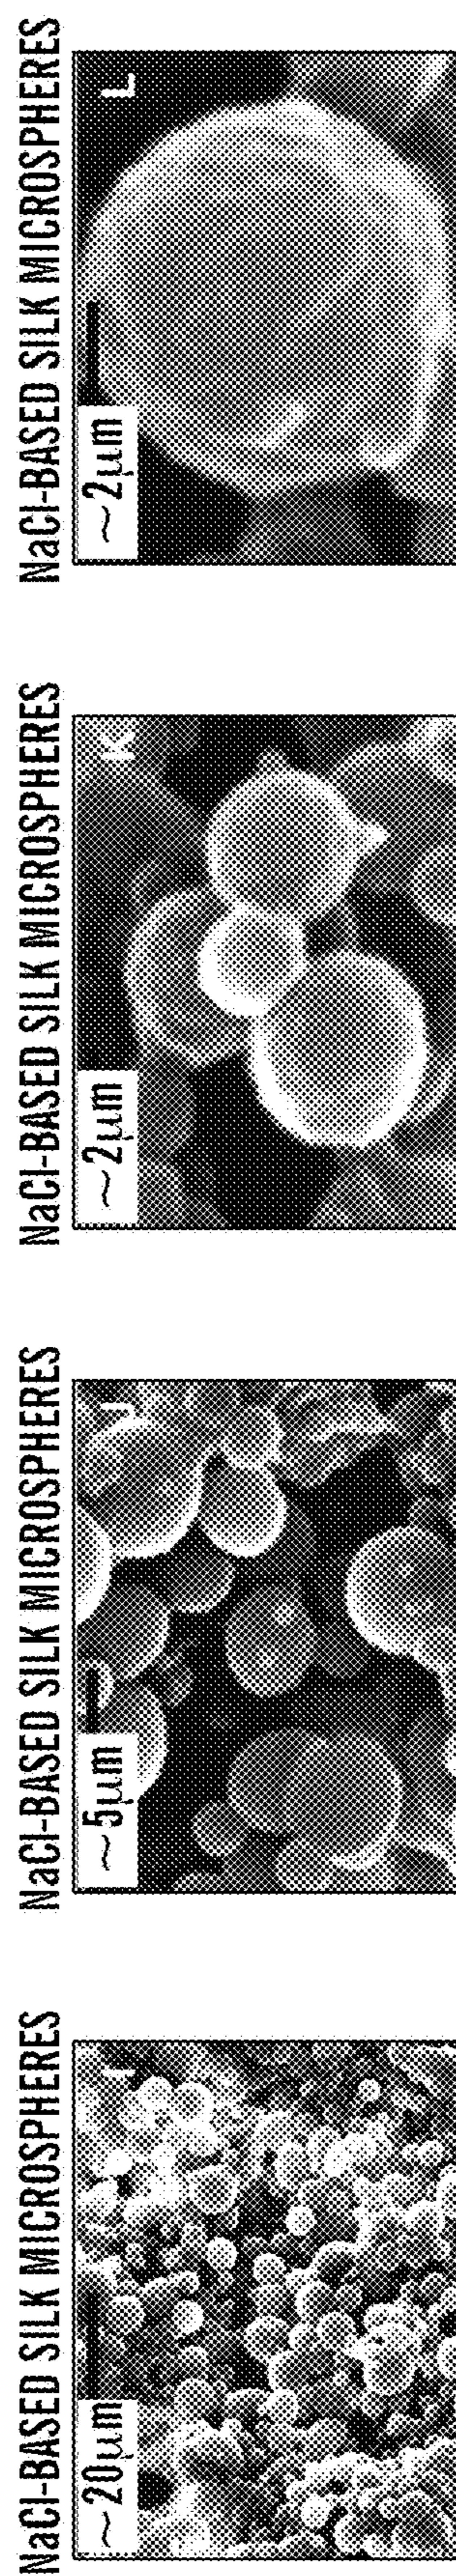 NaCl-BASED SILK MICROSPHERES
~20μm
I
NaCl-BASED SILK MICROSPHERES
~5μm
J
NaCl-BASED SILK MICROSPHERES
~2μm
K
NaCl-BASED SILK MICROSPHERES
~2μm
L